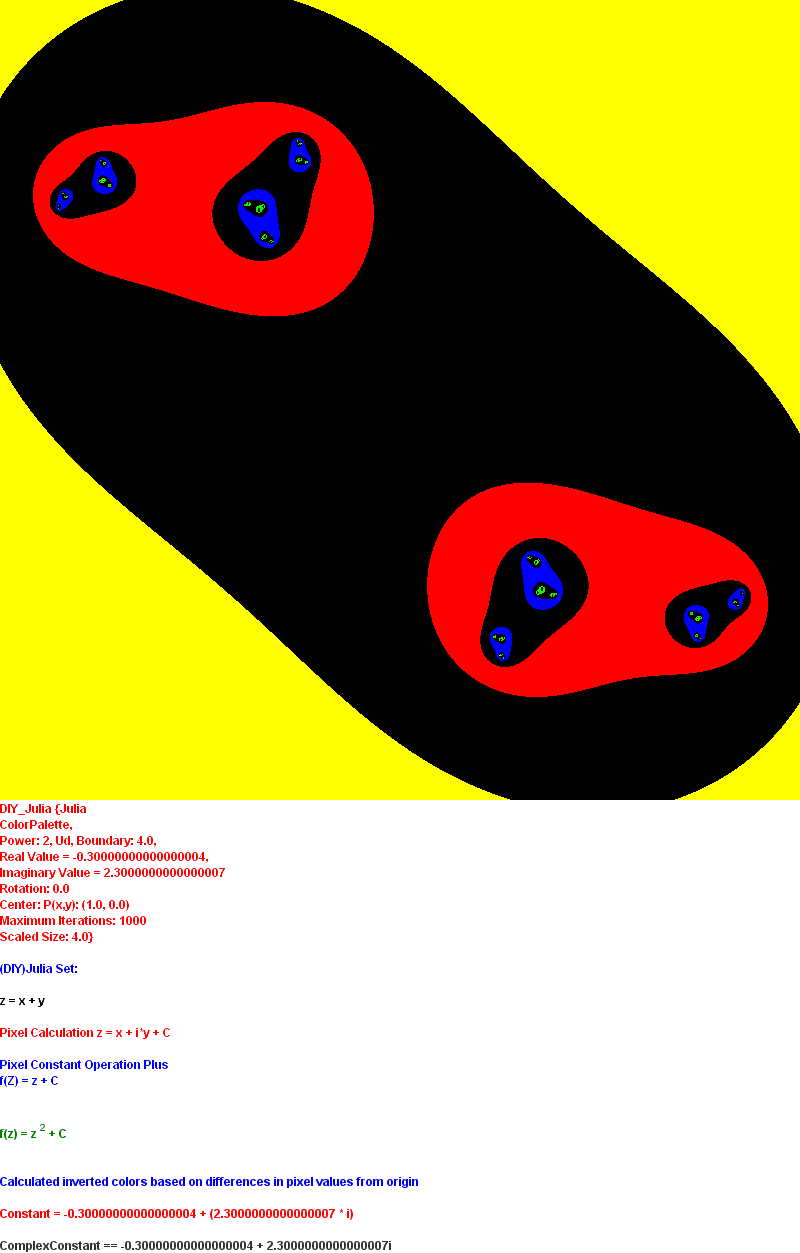 DIY_Julia {Julia
ColorPalette,
Power: 2, Ud, Boundary: 4.0,
Real Value = -0.30000000000000004,
Imaginary Value = 2.3000000000000007
Rotation: 0.0
Center: P(x,y): (1.0, 0.0)
Maximum Iterations: 1000
Scaled Size: 4.0}
(DIY)Julia Set:
z = x + y
Pixel Calculation z = x + i*y + C
Pixel Constant Operation Plus
f(Z) = z + C
f(z) = z ² + C
Calculated inverted colors based on differences in pixel values from origin
Constant = -0.30000000000000004 + (2.3000000000000007 * i)
ComplexConstant == -0.30000000000000004 + 2.3000000000000007i